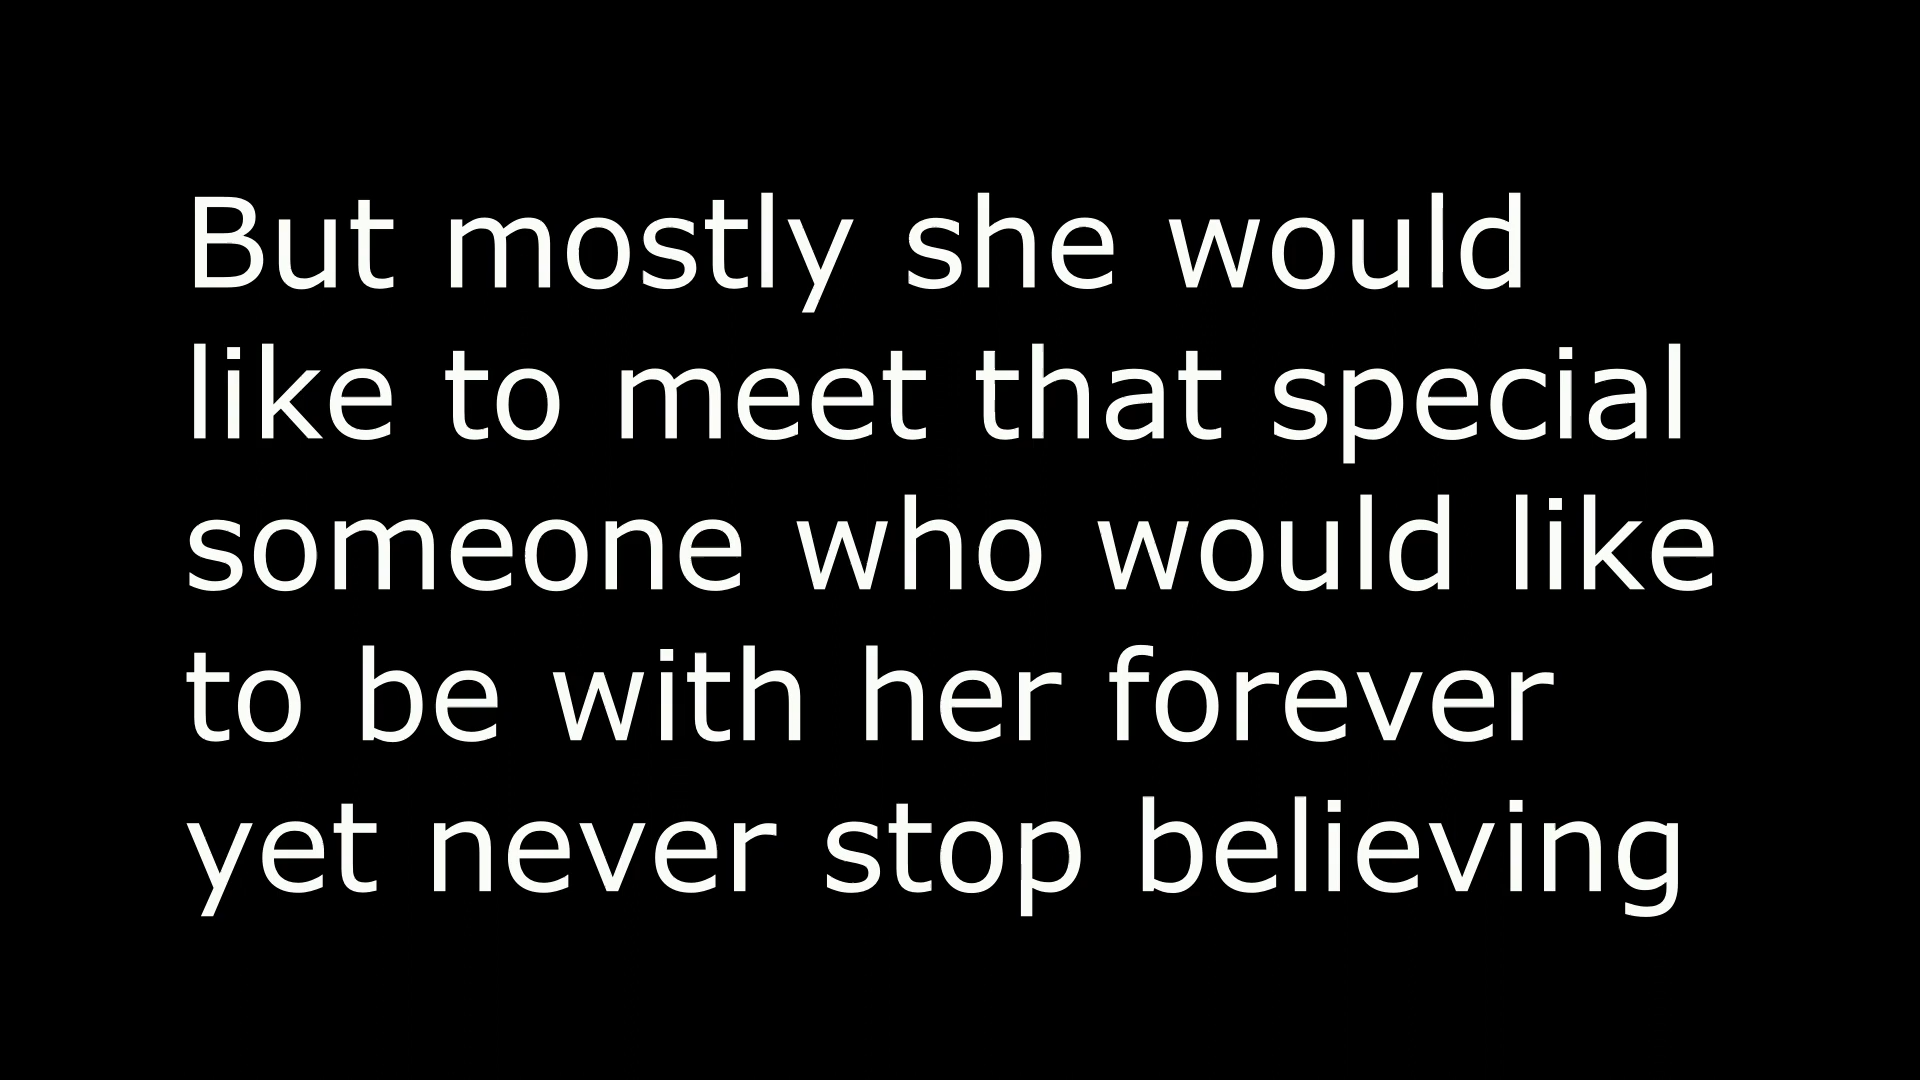 But mostly she would
like to meet that special
someone who would like
to be with her forever
yet never stop believing